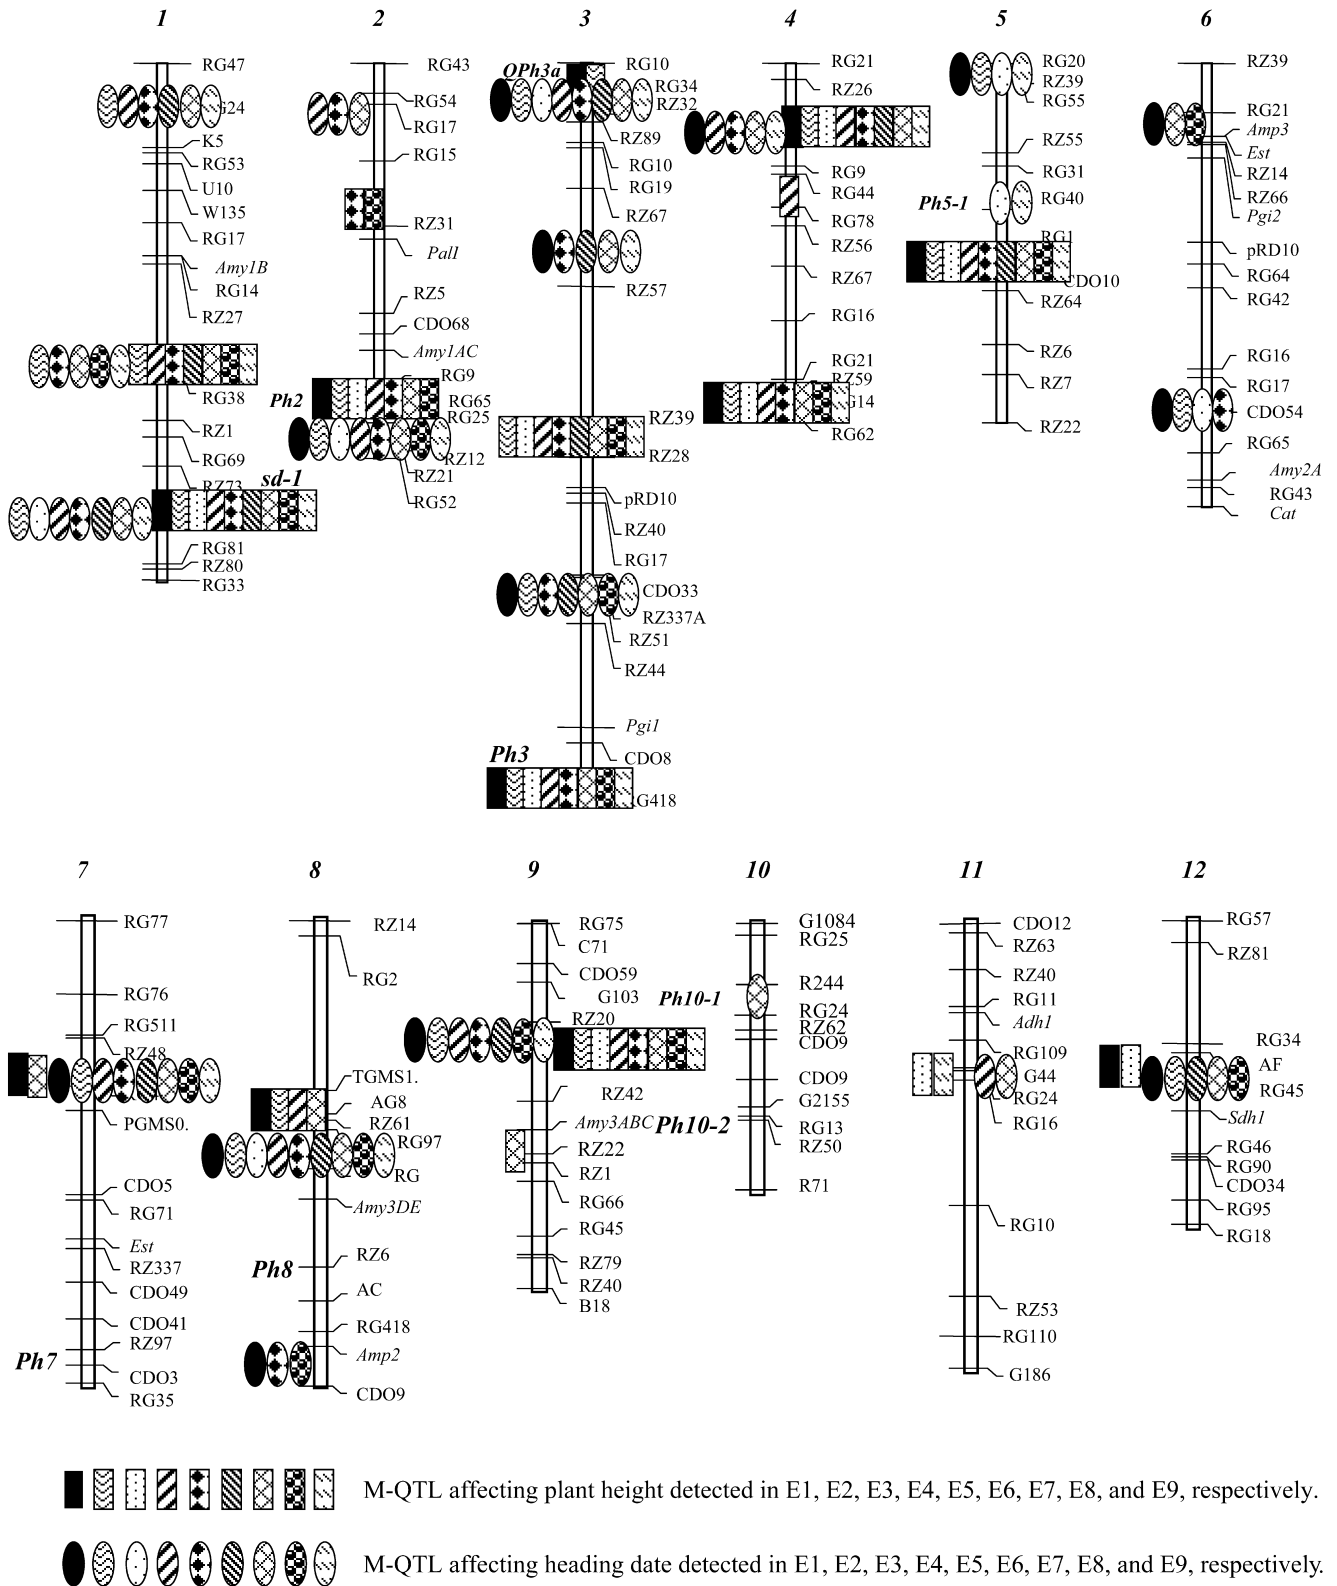 1 2 3 4 5 6
RG47
G24
K5
RG53
U10
W135
RG17
Amy1B
RG14
RZ27
RG38
RZ1
RG69
RZ73
sd-1
RG81
RZ80
RG33
RG43
RG54
RG17
RG15
RZ31
Pal1
RZ5
CDO68
Amy1AC
RG9
Ph2
RG65
RG25
RZ12
RZ21
RG52
QPh3a
RG10
RG34
RZ32
RZ89
RG10
RG19
RZ67
RZ57
RZ39
RZ28
pRD10
RZ40
RG17
CDO33
RZ337A
RZ51
RZ44
Pgi1
Ph3
CDO8
RG418
RG21
RZ26
RG9
RG44
RG78
RZ56
RZ67
RG16
RG21
RZ59
G14
RG62
RG20
RZ39
RG55
RZ55
RG31
Ph5-1
RG40
RG1
CDO10
RZ64
RZ6
RZ7
RZ22
RZ39
RG21
Amp3
Est
RZ14
RZ66
Pgi2
pRD10
RG64
RG42
RG16
RG17
CDO54
RG65
Amy2A
RG43
Cat
7 8 9 10 11 12
RG77
RG76
RG511
RZ48
PGMS0.
CDO5
RG71
Est
RZ337
CDO49
CDO41
RZ97
Ph7
CDO3
RG35
RZ14
RG2
TGMS1.
AG8
RZ61
RG97
RG
Amy3DE
RZ6
Ph8
AC
RG418
Amp2
CDO9
RG75
C71
CDO59
G103
RZ20
RZ42
Amy3ABC
RZ22
RZ1
RG66
RG45
RZ79
RZ40
B18
G1084
RG25
R244
Ph10-1
RG24
RZ62
CDO9
CDO9
G2155
Ph10-2
RG13
RZ50
R71
CDO12
RZ63
RZ40
RG11
Adh1
RG109
G44
RG24
RG16
RG10
RZ53
RG110
G186
RG57
RZ81
RG34
AF
RG45
Sdh1
RG46
RG90
CDO34
RG95
RG18
M-QTL affecting plant height detected in E1, E2, E3, E4, E5, E6, E7, E8, and E9, respectively.
M-QTL affecting heading date detected in E1, E2, E3, E4, E5, E6, E7, E8, and E9, respectively.